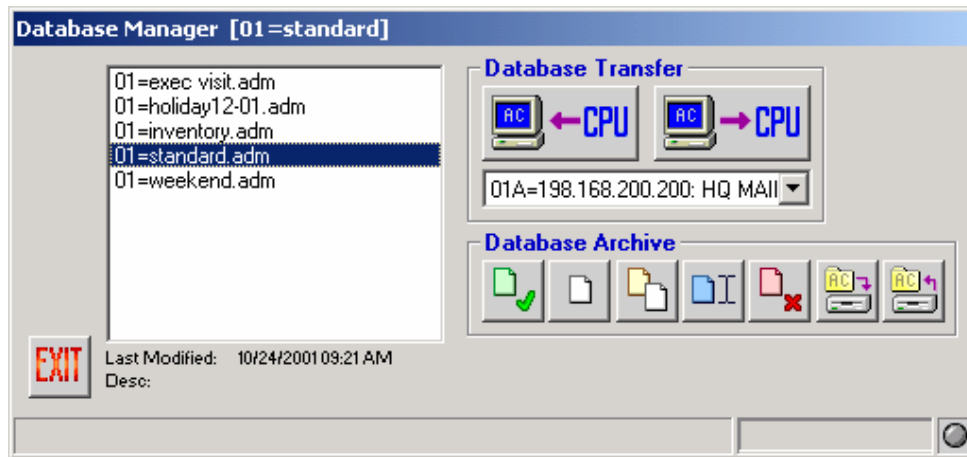 Database Manager [01=standard]
01=exec visit.adm
01=holiday12-01.adm
01=inventory.adm
01=standard.adm
01=weekend.adm
Database Transfer
AC CPU
AC CPU
01A=198.168.200.200: HQ MAI
Database Archive
AC
AC
EXIT
Last Modified: 10/24/2001 09:21 AM
Desc: